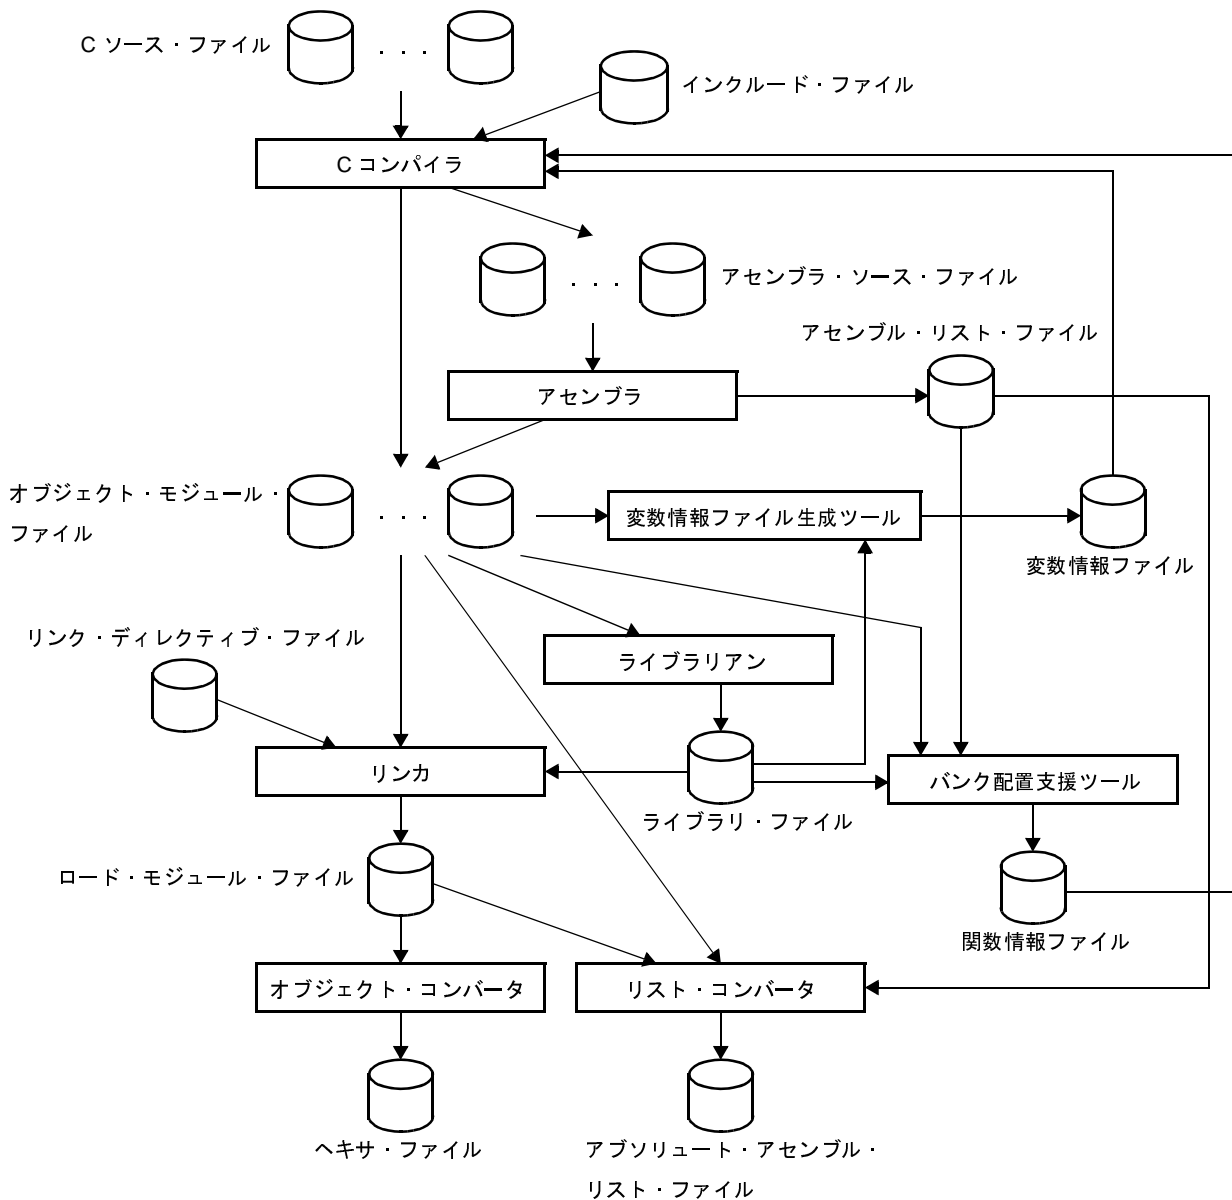 C ソース・ファイル
. . .
インクルード・ファイル
C コンパイラ
. . .
アセンブラ・ソース・ファイル
アセンブル・リスト・ファイル
アセンブラ
オブジェクト・モジュール・
ファイル
. . .
変数情報ファイル生成ツール
変数情報ファイル
リンク・ディレクティブ・ファイル
ライブラリアン
リンカ
バンク配置支援ツール
ライブラリ・ファイル
ロード・モジュール・ファイル
関数情報ファイル
オブジェクト・コンバータ
リスト・コンバータ
ヘキサ・ファイル
アブソリュート・アセンブル・
リスト・ファイル